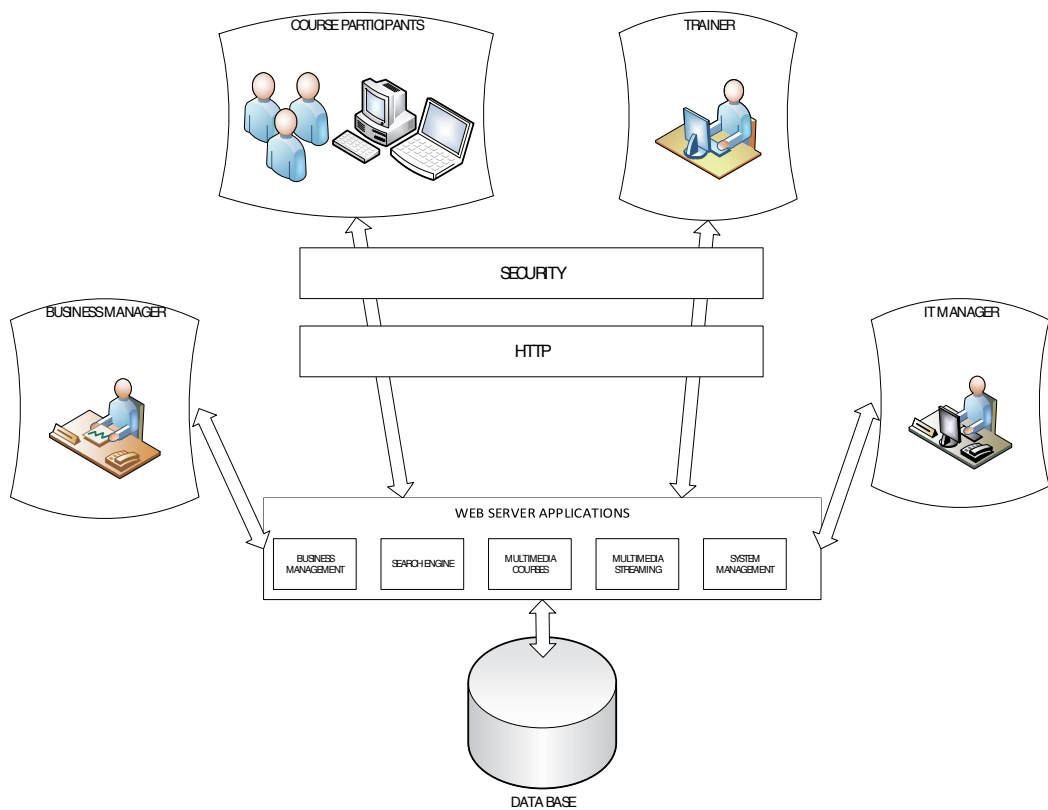 COURSE PARTICIPANTS
TRAINER
SECURITY
BUSINESS MANAGER
IT MANAGER
HTTP
WEB SERVER APPLICATIONS
BUSINESS
MANAGEMENT
SEARCH ENGINE
MULTIMEDIA
COURSES
MULTIMEDIA
STREAMING
SYSTEM
MANAGEMENT
DATA BASE